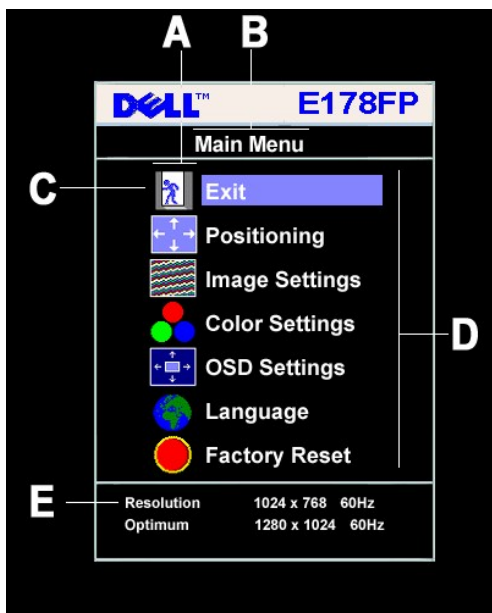 A B
DELL™ E178FP
Main Menu
C
Exit
Positioning
Image Settings
Color Settings
D
OSD Settings
Language
Factory Reset
E
Resolution 1024 x 768 60Hz
Optimum 1280 x 1024 60Hz